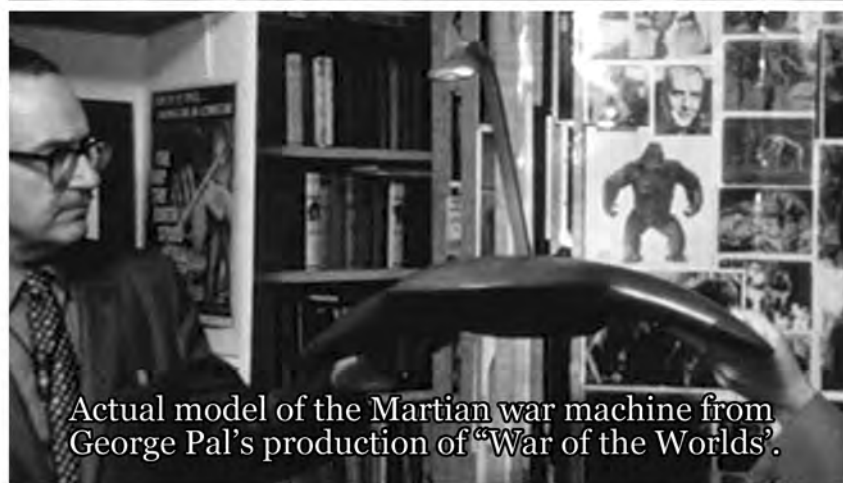 Actual model of the Martian war machine from
George Pal's production of “War of the Worlds’.